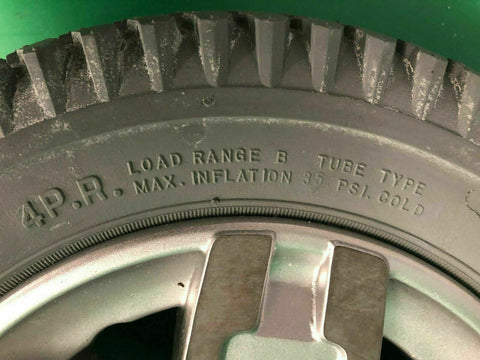 4P.R.
LOAD RANGE B TUBE TYPE
MAX. INFLATION 35 PSI. COLD